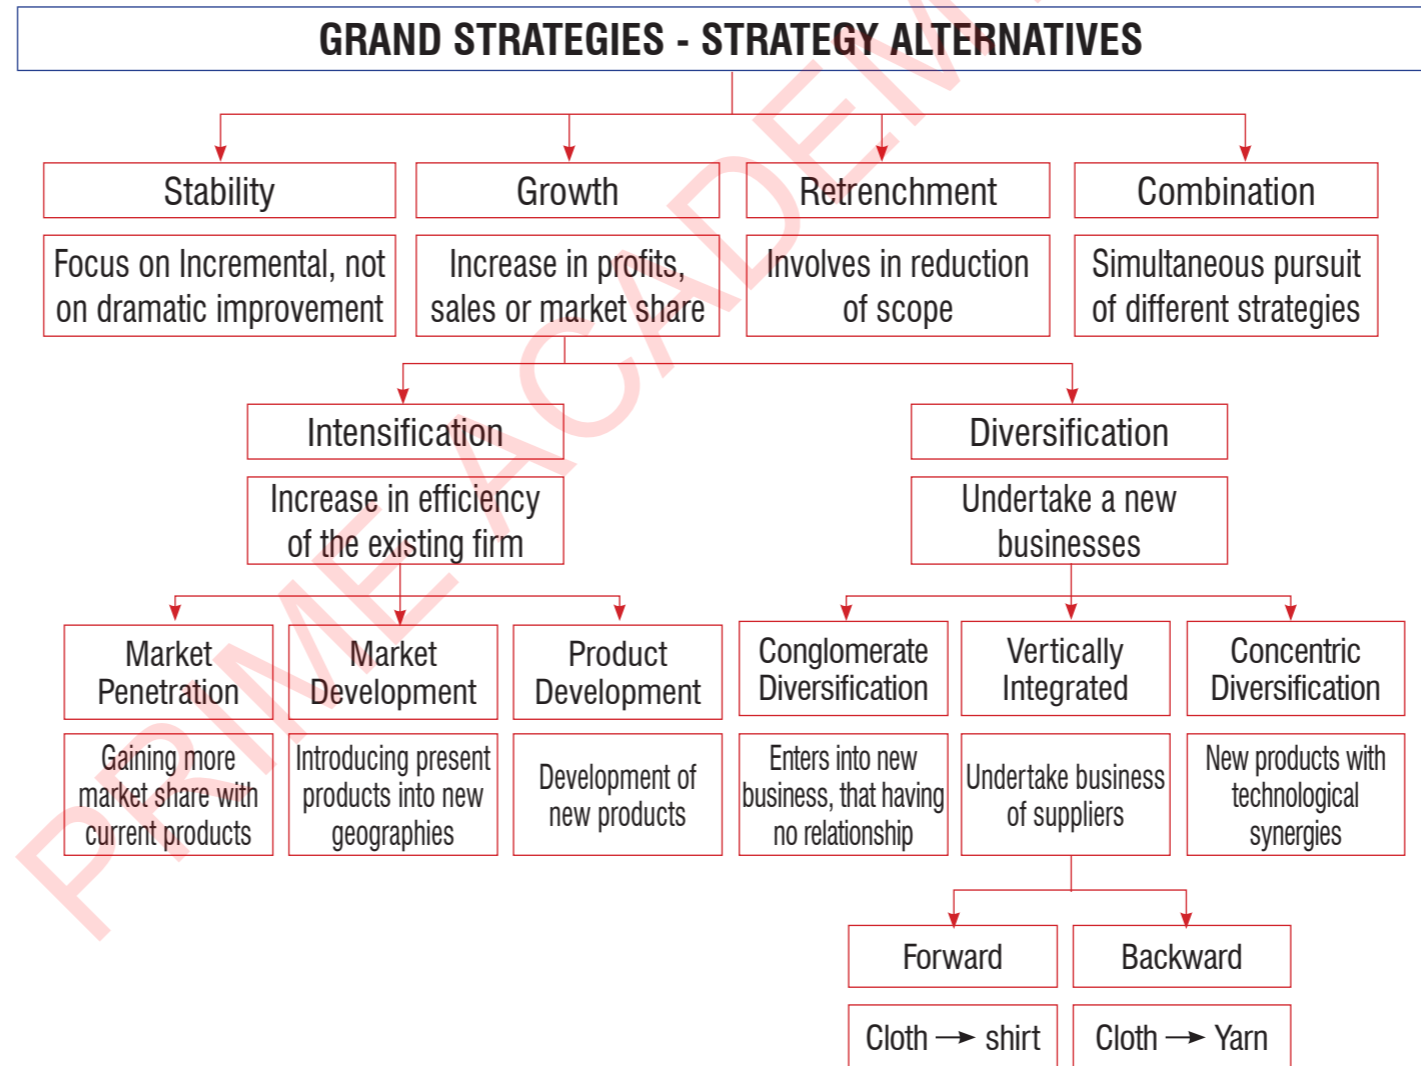 GRAND STRATEGIES - STRATEGY ALTERNATIVES
Stability
Focus on Incremental, not
on dramatic improvement
Growth
Increase in profits,
sales or market share
Retrenchment
Involves in reduction
of scope
Combination
Simultaneous pursuit
of different strategies
Intensification
Increase in efficiency
of the existing firm
Diversification
Undertake a new
businesses
Market
Penetration
Gaining more
market share with
current products
Market
Development
Introducing present
products into new
geographies
Product
Development
Development of
new products
Conglomerate
Diversification
Enters into new
business, that having
no relationship
Vertically
Integrated
Undertake business
of suppliers
Concentric
Diversification
New products with
technological
synergies
Forward
Cloth → shirt
Backward
Cloth → Yarn
PRIME ACADEM